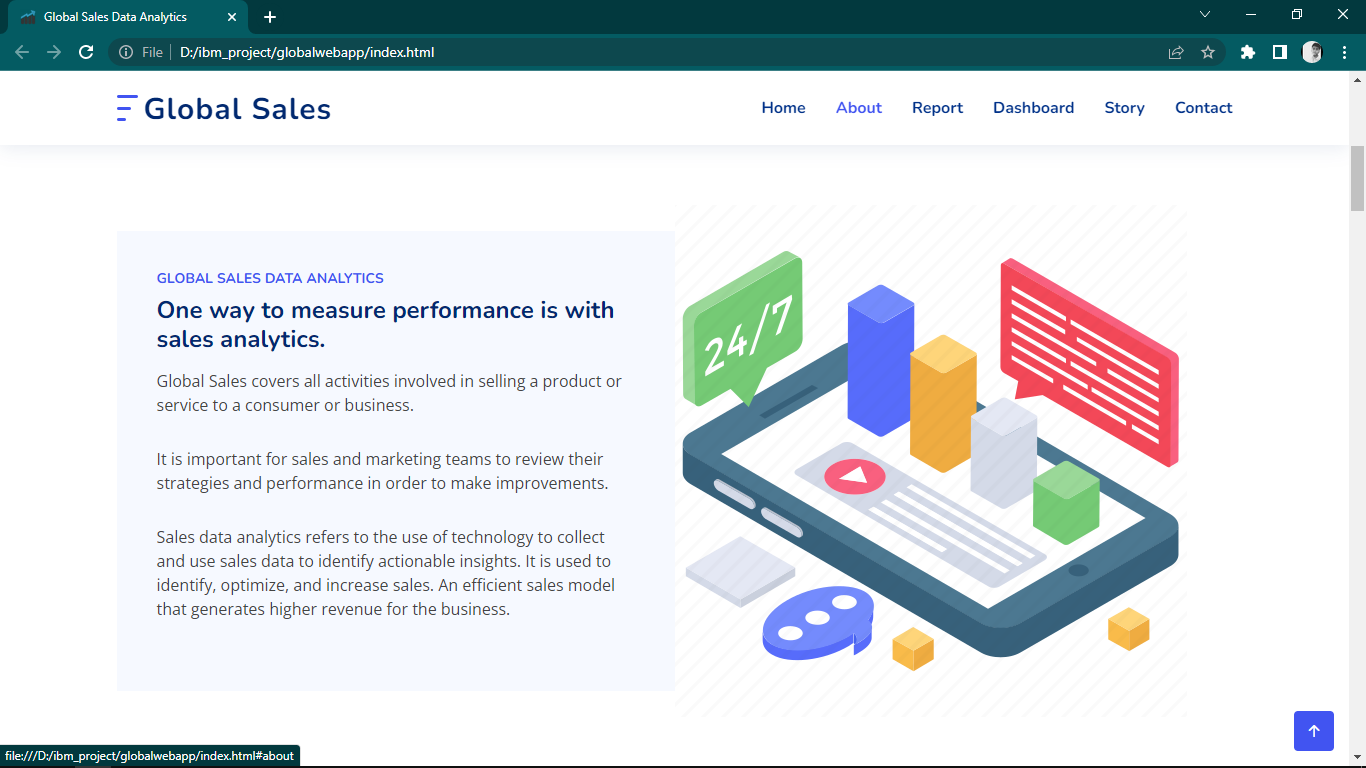 Global Sales Data Analytics
File D:/ibm_project/globalwebapp/index.html
Global Sales
Home About Report Dashboard Story Contact
GLOBAL SALES DATA ANALYTICS
One way to measure performance is with
sales analytics.
Global Sales covers all activities involved in selling a product or
service to a consumer or business.
It is important for sales and marketing teams to review their
strategies and performance in order to make improvements.
Sales data analytics refers to the use of technology to collect
and use sales data to identify actionable insights. It is used to
identify, optimize, and increase sales. An efficient sales model
that generates higher revenue for the business.
24/7
file:///D:/ibm_project/globalwebapp/index.html#about